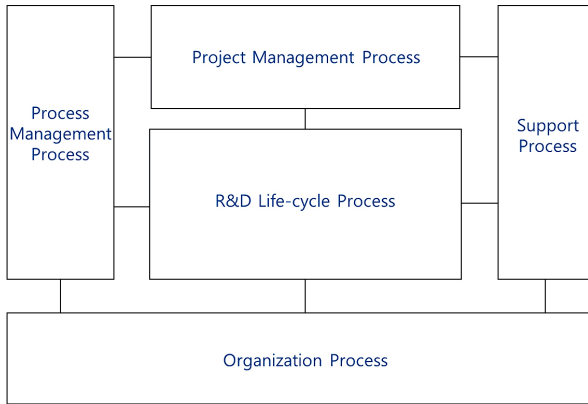 Project Management Process
Process
Management
Process
Support
Process
R&D Life-cycle Process
Organization Process